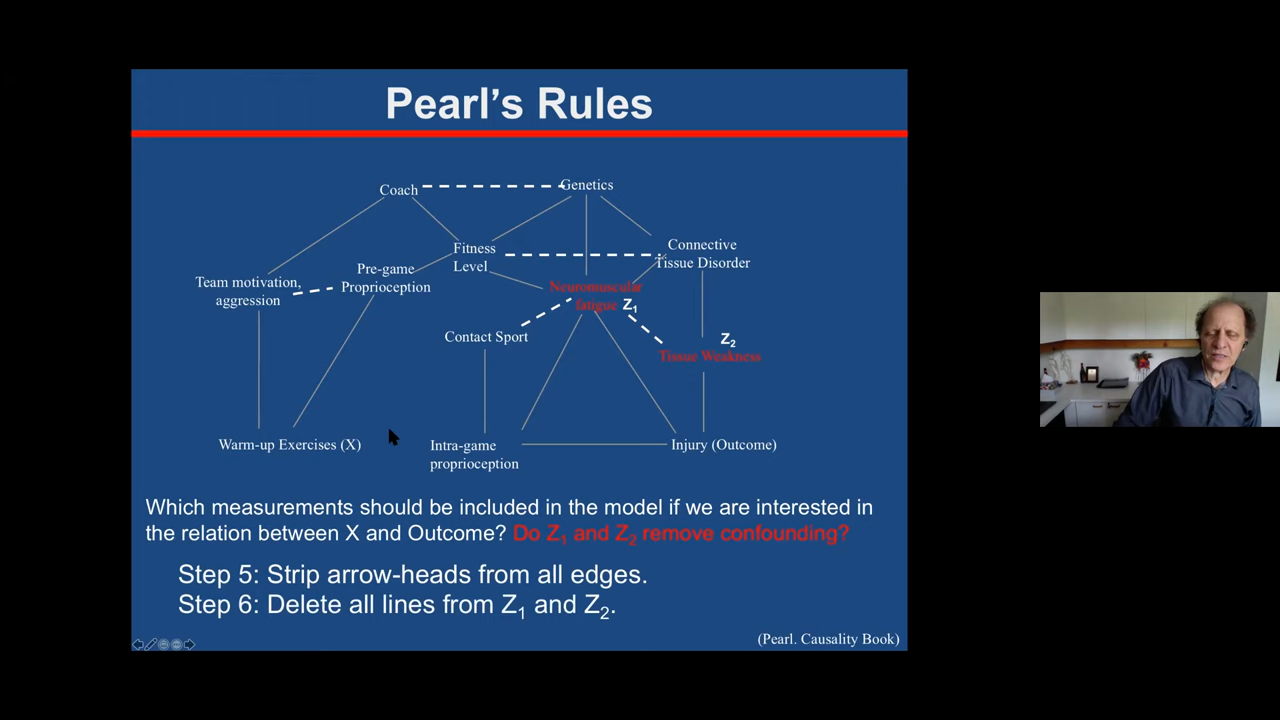 Pearl's Rules
Coach
Genetics
Fitness
Level
Connective
Tissue Disorder
Pre-game
Proprioception
Team motivation,
aggression
Neuromuscular
fatigue Z1
Contact Sport
Z2
Tissue Weakness
Warm-up Exercises (X)
Intra-game
proprioception
Injury (Outcome)
Which measurements should be included in the model if we are interested in
the relation between X and Outcome? Do Z1 and Z2 remove confounding?
Step 5: Strip arrow-heads from all edges.
Step 6: Delete all lines from Z1 and Z2.
(Pearl. Causality Book)